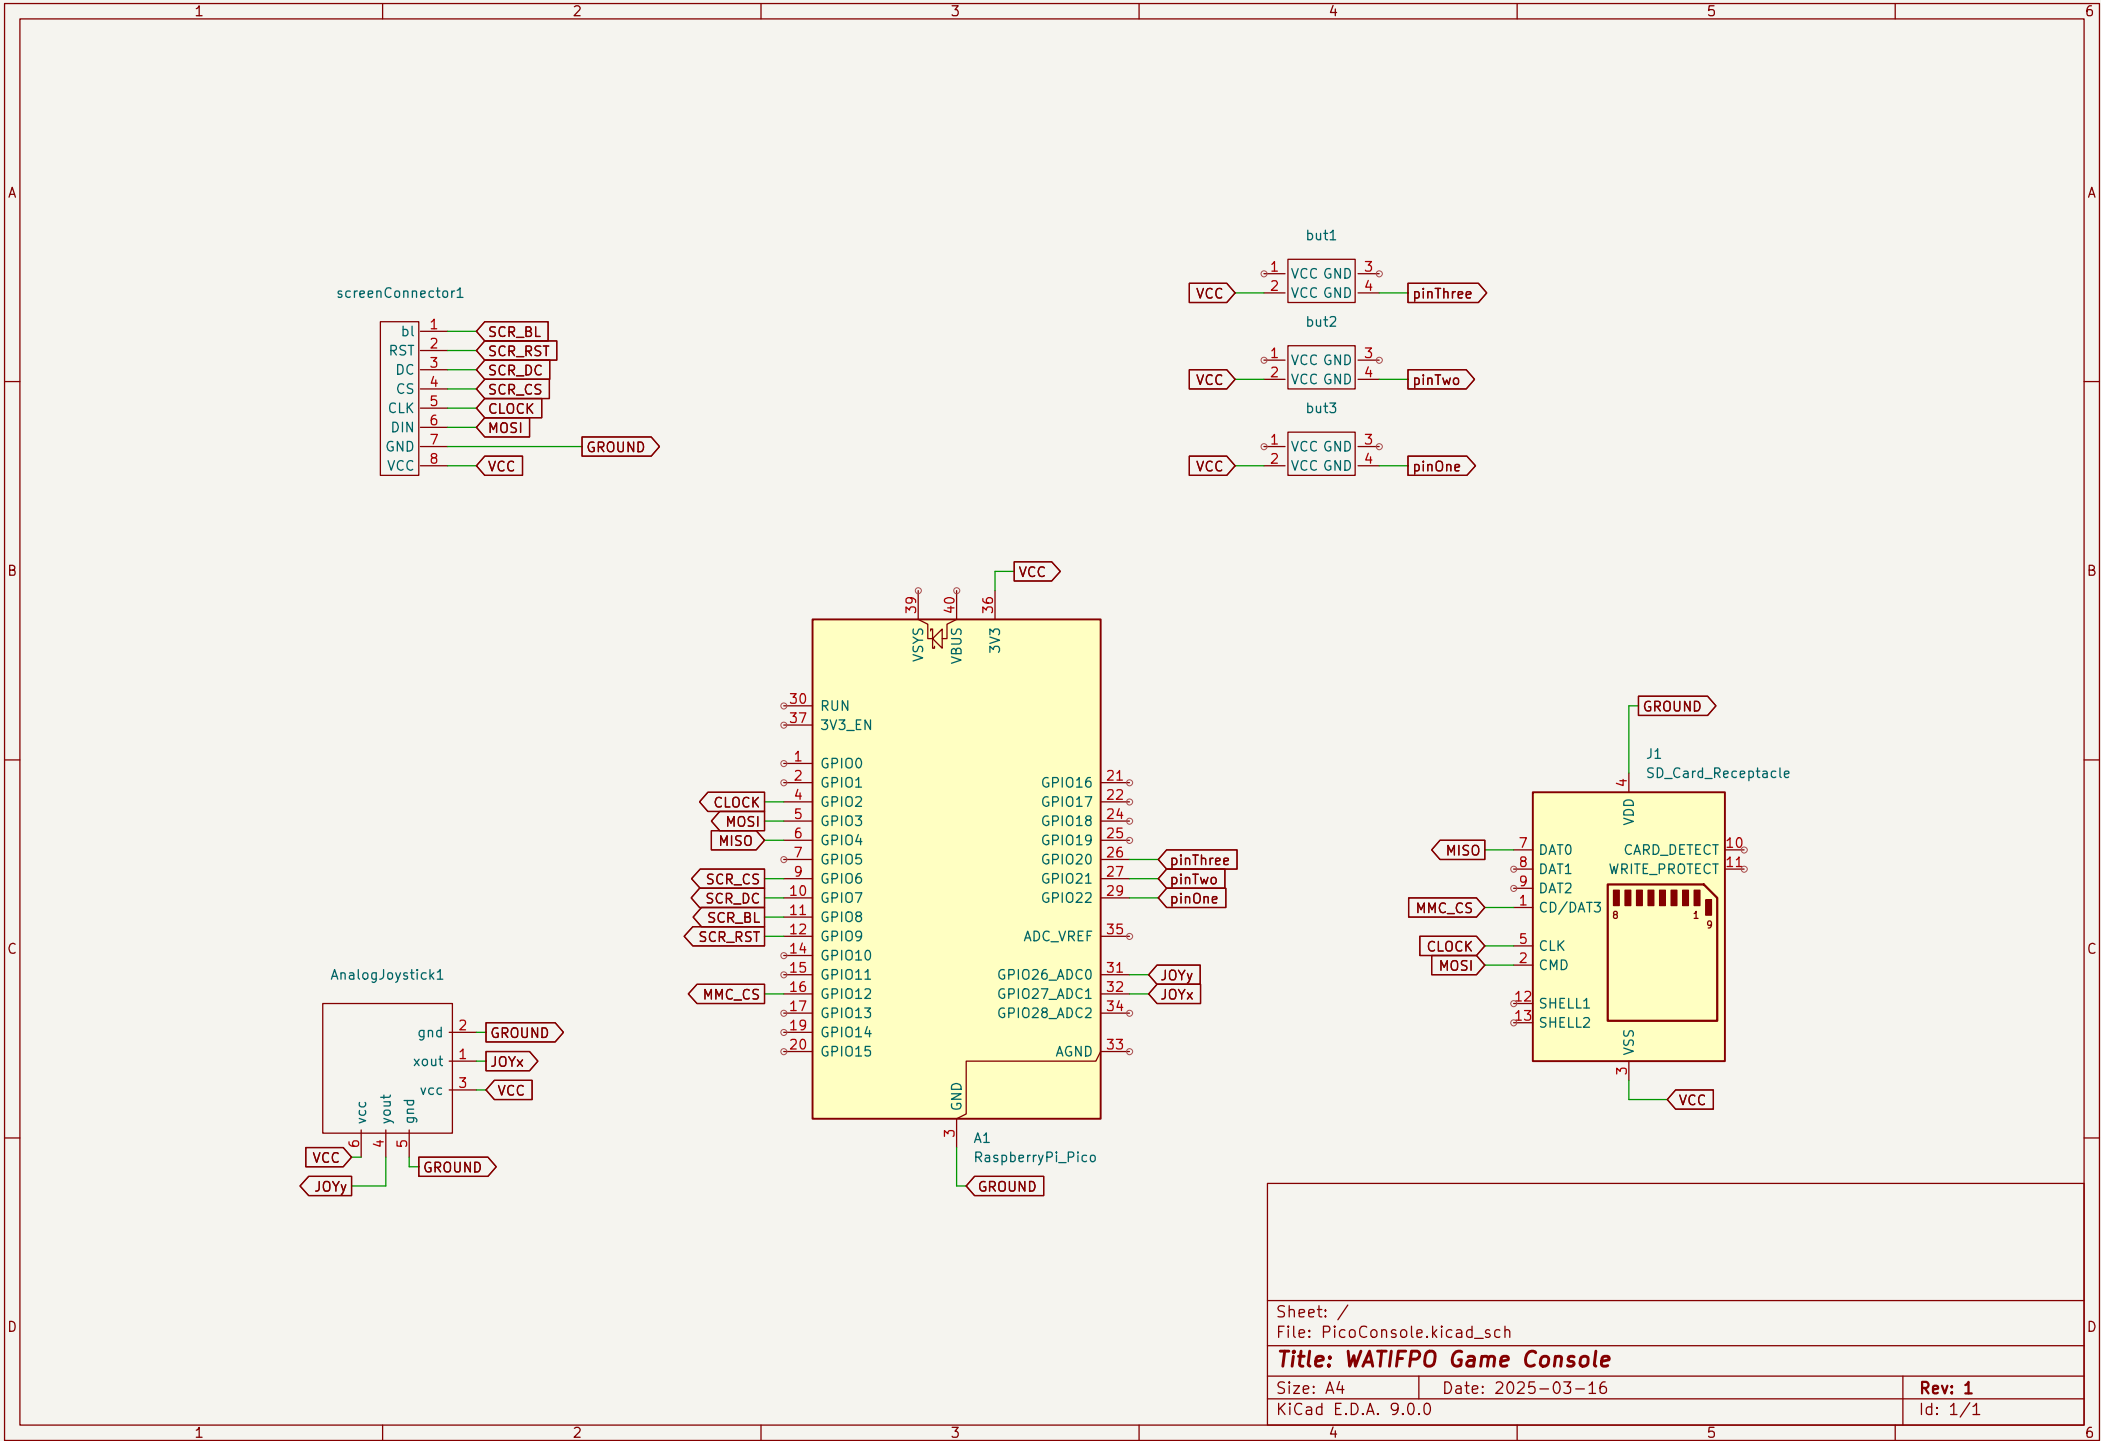 1 2 3 4 5 6
A A
B B
C C
D D
but1
1 VCC GND 3
VCC 2 VCC GND 4 pinThree
but2
1 VCC GND 3
VCC 2 VCC GND 4 pinTwo
but3
1 VCC GND 3
VCC 2 VCC GND 4 pinOne
screenConnector1
bl 1 SCR_BL
RST 2 SCR_RST
DC 3 SCR_DC
CS 4 SCR_CS
CLK 5 CLOCK
DIN 6 MOSI
GND 7 GROUND
VCC 8 VCC
VCC
39 40 36
VSYS VBUS 3V3
30 RUN
37 3V3_EN
1 GPIO0
2 GPIO1
CLOCK 4 GPIO2
MOSI 5 GPIO3
MISO 6 GPIO4
7 GPIO5
SCR_CS 9 GPIO6
SCR_DC 10 GPIO7
SCR_BL 11 GPIO8
SCR_RST 12 GPIO9
14 GPIO10
15 GPIO11
MMC_CS 16 GPIO12
17 GPIO13
19 GPIO14
20 GPIO15
GPIO16 21
GPIO17 22
GPIO18 24
GPIO19 25
GPIO20 26 pinThree
GPIO21 27 pinTwo
GPIO22 29 pinOne
ADC_VREF 35
GPIO26_ADC0 31 JOYy
GPIO27_ADC1 32 JOYx
GPIO28_ADC2 34
AGND 33
GND
3
A1
RaspberryPi_Pico
GROUND
GROUND
J1
SD_Card_Receptacle
4
VDD
MISO 7 DAT0
8 DAT1
9 DAT2
MMC_CS 1 CD/DAT3
CLOCK 5 CLK
MOSI 2 CMD
12 SHELL1
13 SHELL2
CARD_DETECT 10
WRITE_PROTECT 11
8 1
9
VSS
3
VCC
AnalogJoystick1
gnd 2 GROUND
xout 1 JOYx
vcc 3 VCC
vcc yout gnd
6 4 5
VCC
GROUND
JOYy
Sheet: /
File: PicoConsole.kicad_sch
Title: WATIFPO Game Console
Size: A4 Date: 2025-03-16 Rev: 1
KiCad E.D.A. 9.0.0 Id: 1/1
1 2 3 4 5 6